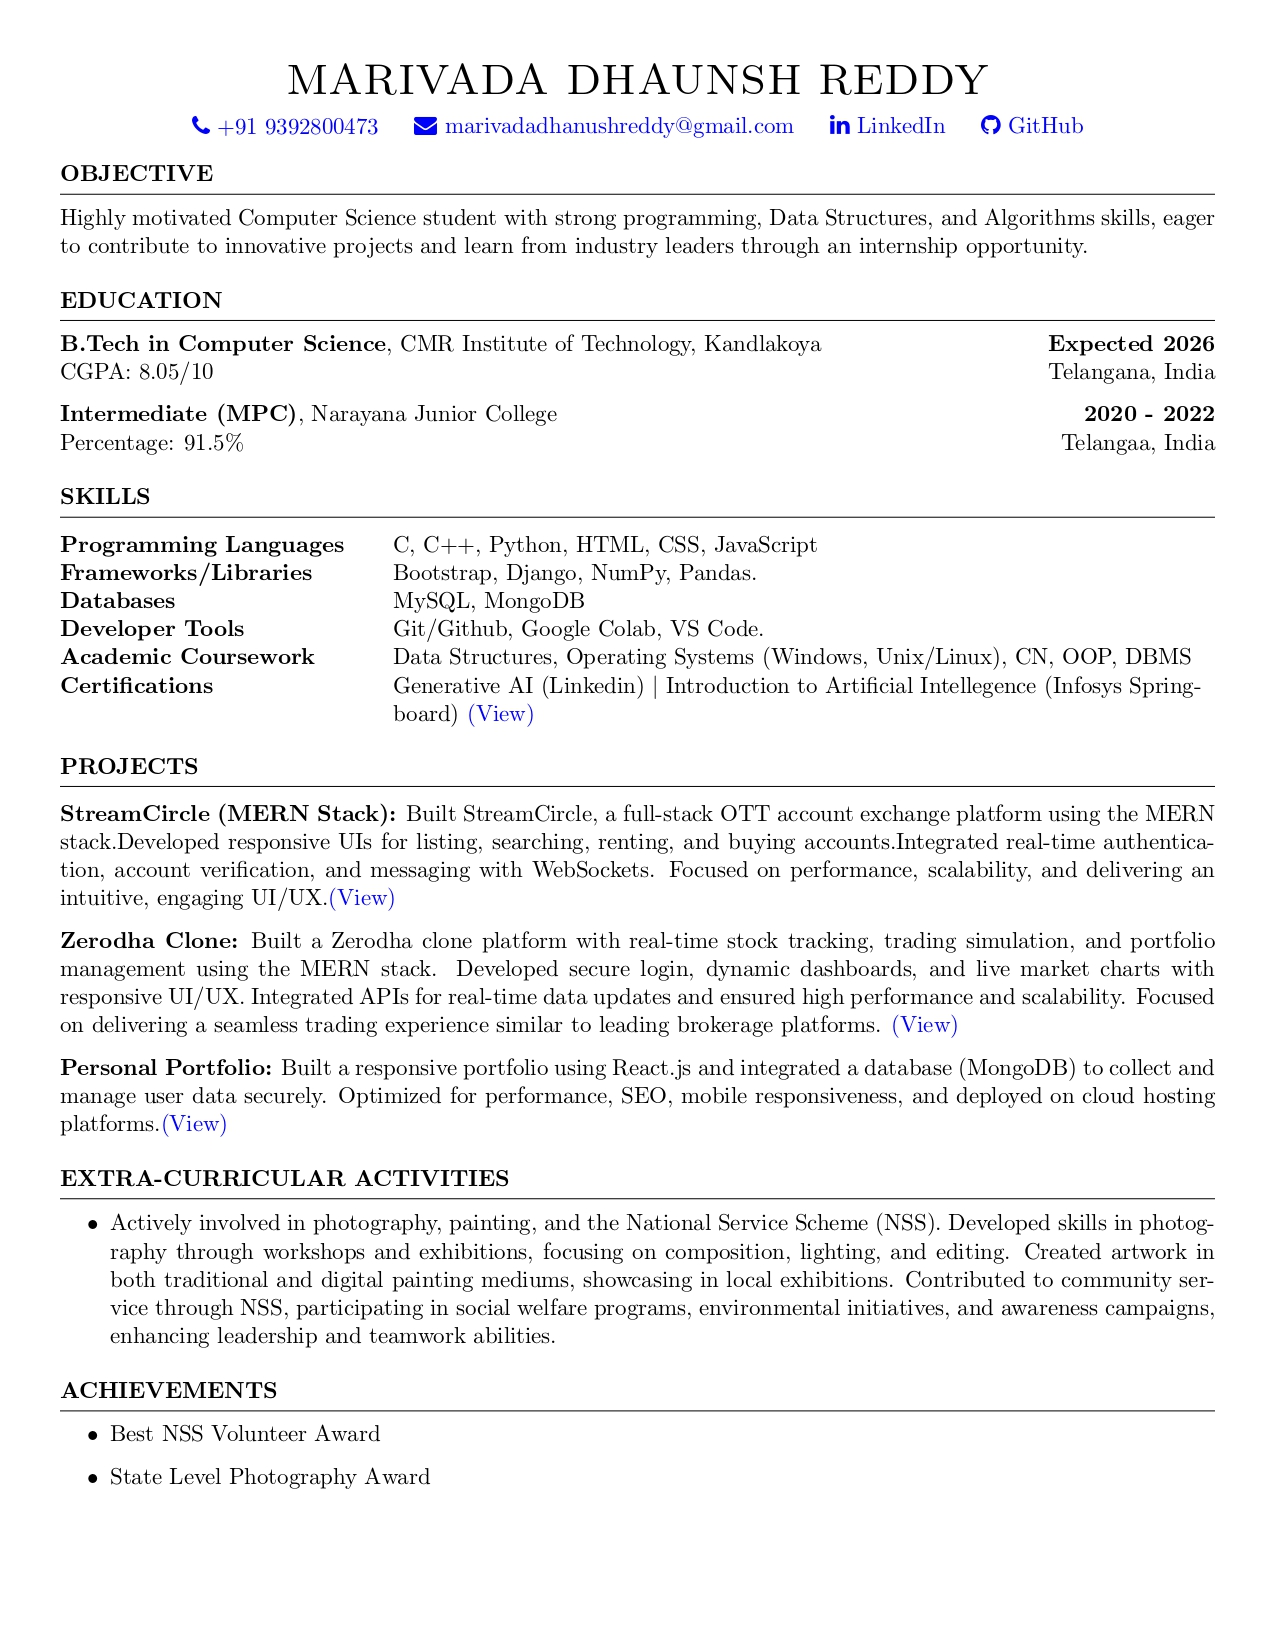 MARIVADA DHAUNSH REDDY
+91 9392800473 marivadadhanushreddy@gmail.com LinkedIn GitHub
OBJECTIVE
Highly motivated Computer Science student with strong programming, Data Structures, and Algorithms skills, eager
to contribute to innovative projects and learn from industry leaders through an internship opportunity.
EDUCATION
B.Tech in Computer Science, CMR Institute of Technology, Kandlakoya Expected 2026
CGPA: 8.05/10 Telangana, India
Intermediate (MPC), Narayana Junior College 2020 - 2022
Percentage: 91.5% Telangaa, India
SKILLS
Programming Languages C, C++, Python, HTML, CSS, JavaScript
Frameworks/Libraries Bootstrap, Django, NumPy, Pandas.
Databases MySQL, MongoDB
Developer Tools Git/Github, Google Colab, VS Code.
Academic Coursework Data Structures, Operating Systems (Windows, Unix/Linux), CN, OOP, DBMS
Certifications Generative AI (Linkedin) | Introduction to Artificial Intellegence (Infosys Spring-
board) (View)
PROJECTS
StreamCircle (MERN Stack): Built StreamCircle, a full-stack OTT account exchange platform using the MERN
stack.Developed responsive UIs for listing, searching, renting, and buying accounts.Integrated real-time authentica-
tion, account verification, and messaging with WebSockets. Focused on performance, scalability, and delivering an
intuitive, engaging UI/UX.(View)
Zerodha Clone: Built a Zerodha clone platform with real-time stock tracking, trading simulation, and portfolio
management using the MERN stack. Developed secure login, dynamic dashboards, and live market charts with
responsive UI/UX. Integrated APIs for real-time data updates and ensured high performance and scalability. Focused
on delivering a seamless trading experience similar to leading brokerage platforms. (View)
Personal Portfolio: Built a responsive portfolio using React.js and integrated a database (MongoDB) to collect and
manage user data securely. Optimized for performance, SEO, mobile responsiveness, and deployed on cloud hosting
platforms.(View)
EXTRA-CURRICULAR ACTIVITIES
• Actively involved in photography, painting, and the National Service Scheme (NSS). Developed skills in photog-
raphy through workshops and exhibitions, focusing on composition, lighting, and editing. Created artwork in
both traditional and digital painting mediums, showcasing in local exhibitions. Contributed to community ser-
vice through NSS, participating in social welfare programs, environmental initiatives, and awareness campaigns,
enhancing leadership and teamwork abilities.
ACHIEVEMENTS
• Best NSS Volunteer Award
• State Level Photography Award